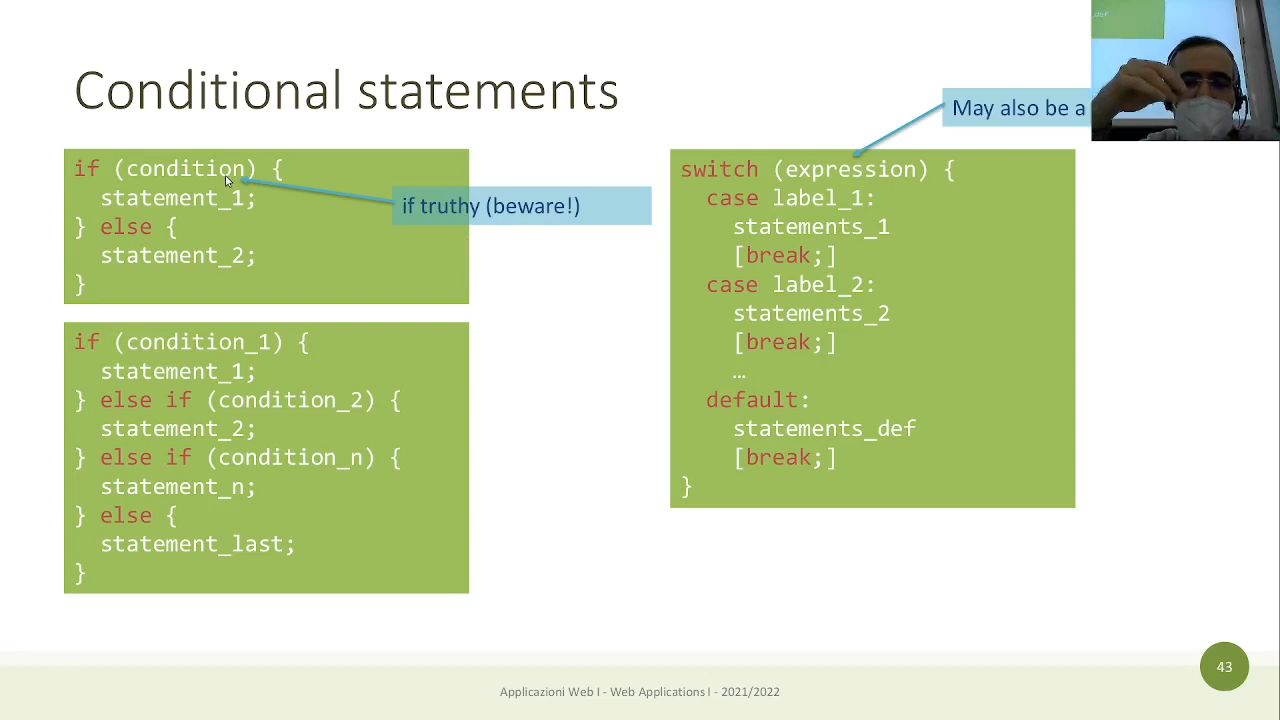 Conditional statements
May also be a
if (condition) {
statement_1;
} else {
statement_2;
}
if truthy (beware!)
if (condition_1) {
statement_1;
} else if (condition_2) {
statement_2;
} else if (condition_n) {
statement_n;
} else {
statement_last;
}
switch (expression) {
case label_1:
statements_1
[break;]
case label_2:
statements_2
[break;]
…
default:
statements_def
[break;]
}
Applicazioni Web I - Web Applications I - 2021/2022
43